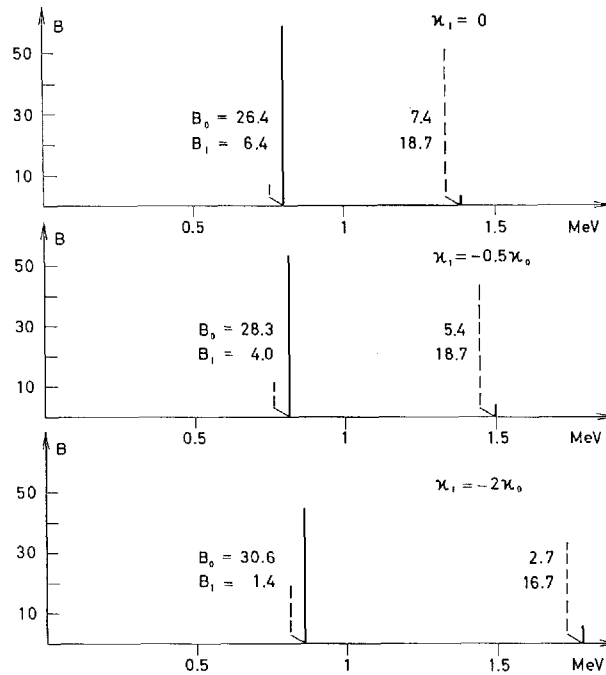 B
ϰ₁ = 0
50
30
10
B₀ = 26.4 7.4
B₁ = 6.4 18.7
0.5 1 1.5 MeV
B
ϰ₁ = -0.5ϰ₀
50
30
10
B₀ = 28.3 5.4
B₁ = 4.0 18.7
0.5 1 1.5 MeV
B
ϰ₁ = -2ϰ₀
50
30
10
B₀ = 30.6 2.7
B₁ = 1.4 16.7
0.5 1 1.5 MeV